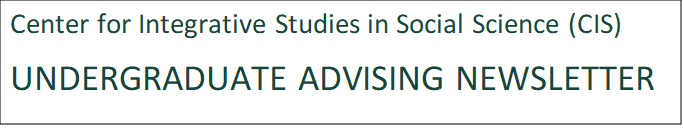 Center for Integrative Studies in Social Science (CIS)
UNDERGRADUATE ADVISING NEWSLETTER